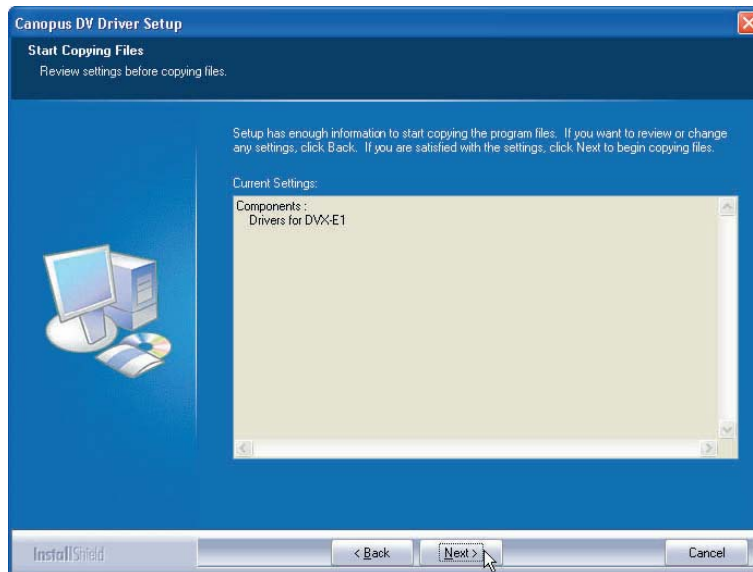 Canopus DV Driver Setup
Start Copying Files
Review settings before copying files.
Setup has enough information to start copying the program files. If you want to review or change
any settings, click Back. If you are satisfied with the settings, click Next to begin copying files.
Current Settings:
Components :
Drivers for DVX-E1
InstallShield
< Back
Next >
Cancel